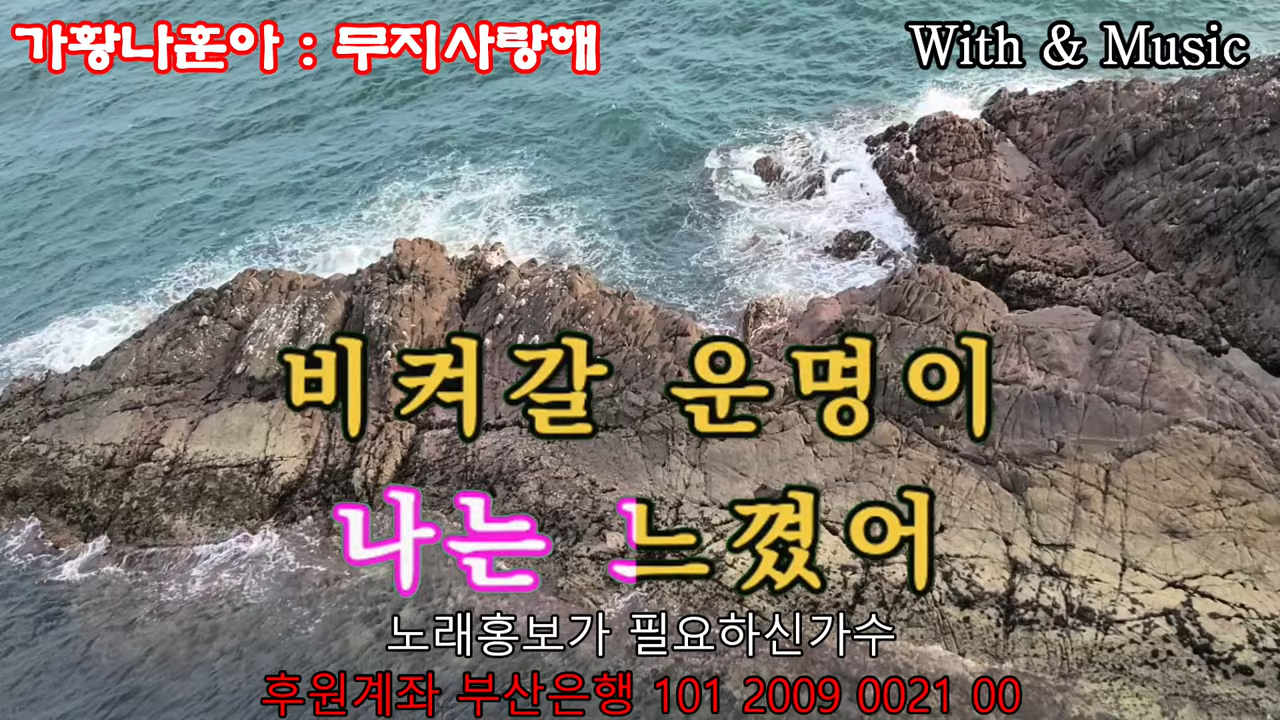 가황나훈아 : 무지사랑해
With & Music
비켜갈 운명이
나는 느꼈어
노래홍보가 필요하신가수
후원계좌 부산은행 101 2009 0021 00